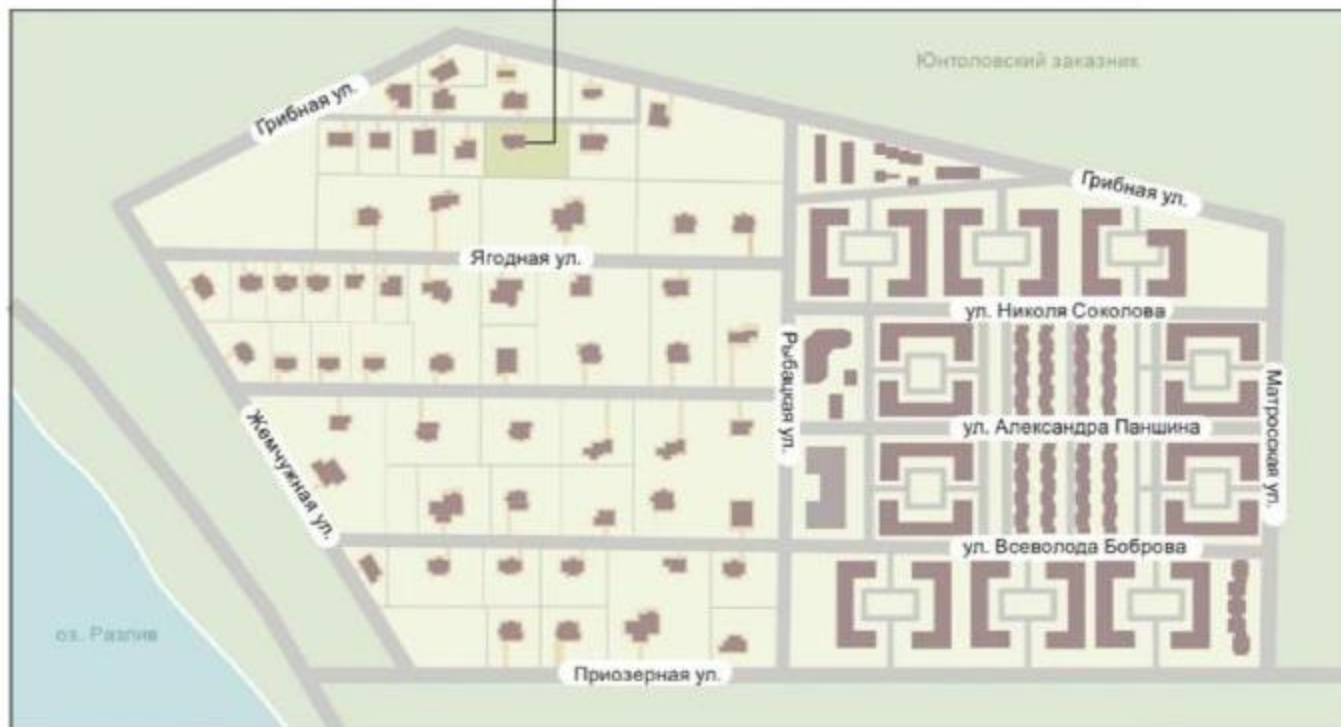 Юнтоловский заказник
Грибная ул.
Грибная ул.
Ягодная ул.
ул. Николя Соколова
Рыбацкая ул.
Матросская ул.
Жемчужная ул.
ул. Александра Паншина
ул. Всеволода Боброва
оз. Разлив
Приозерная ул.